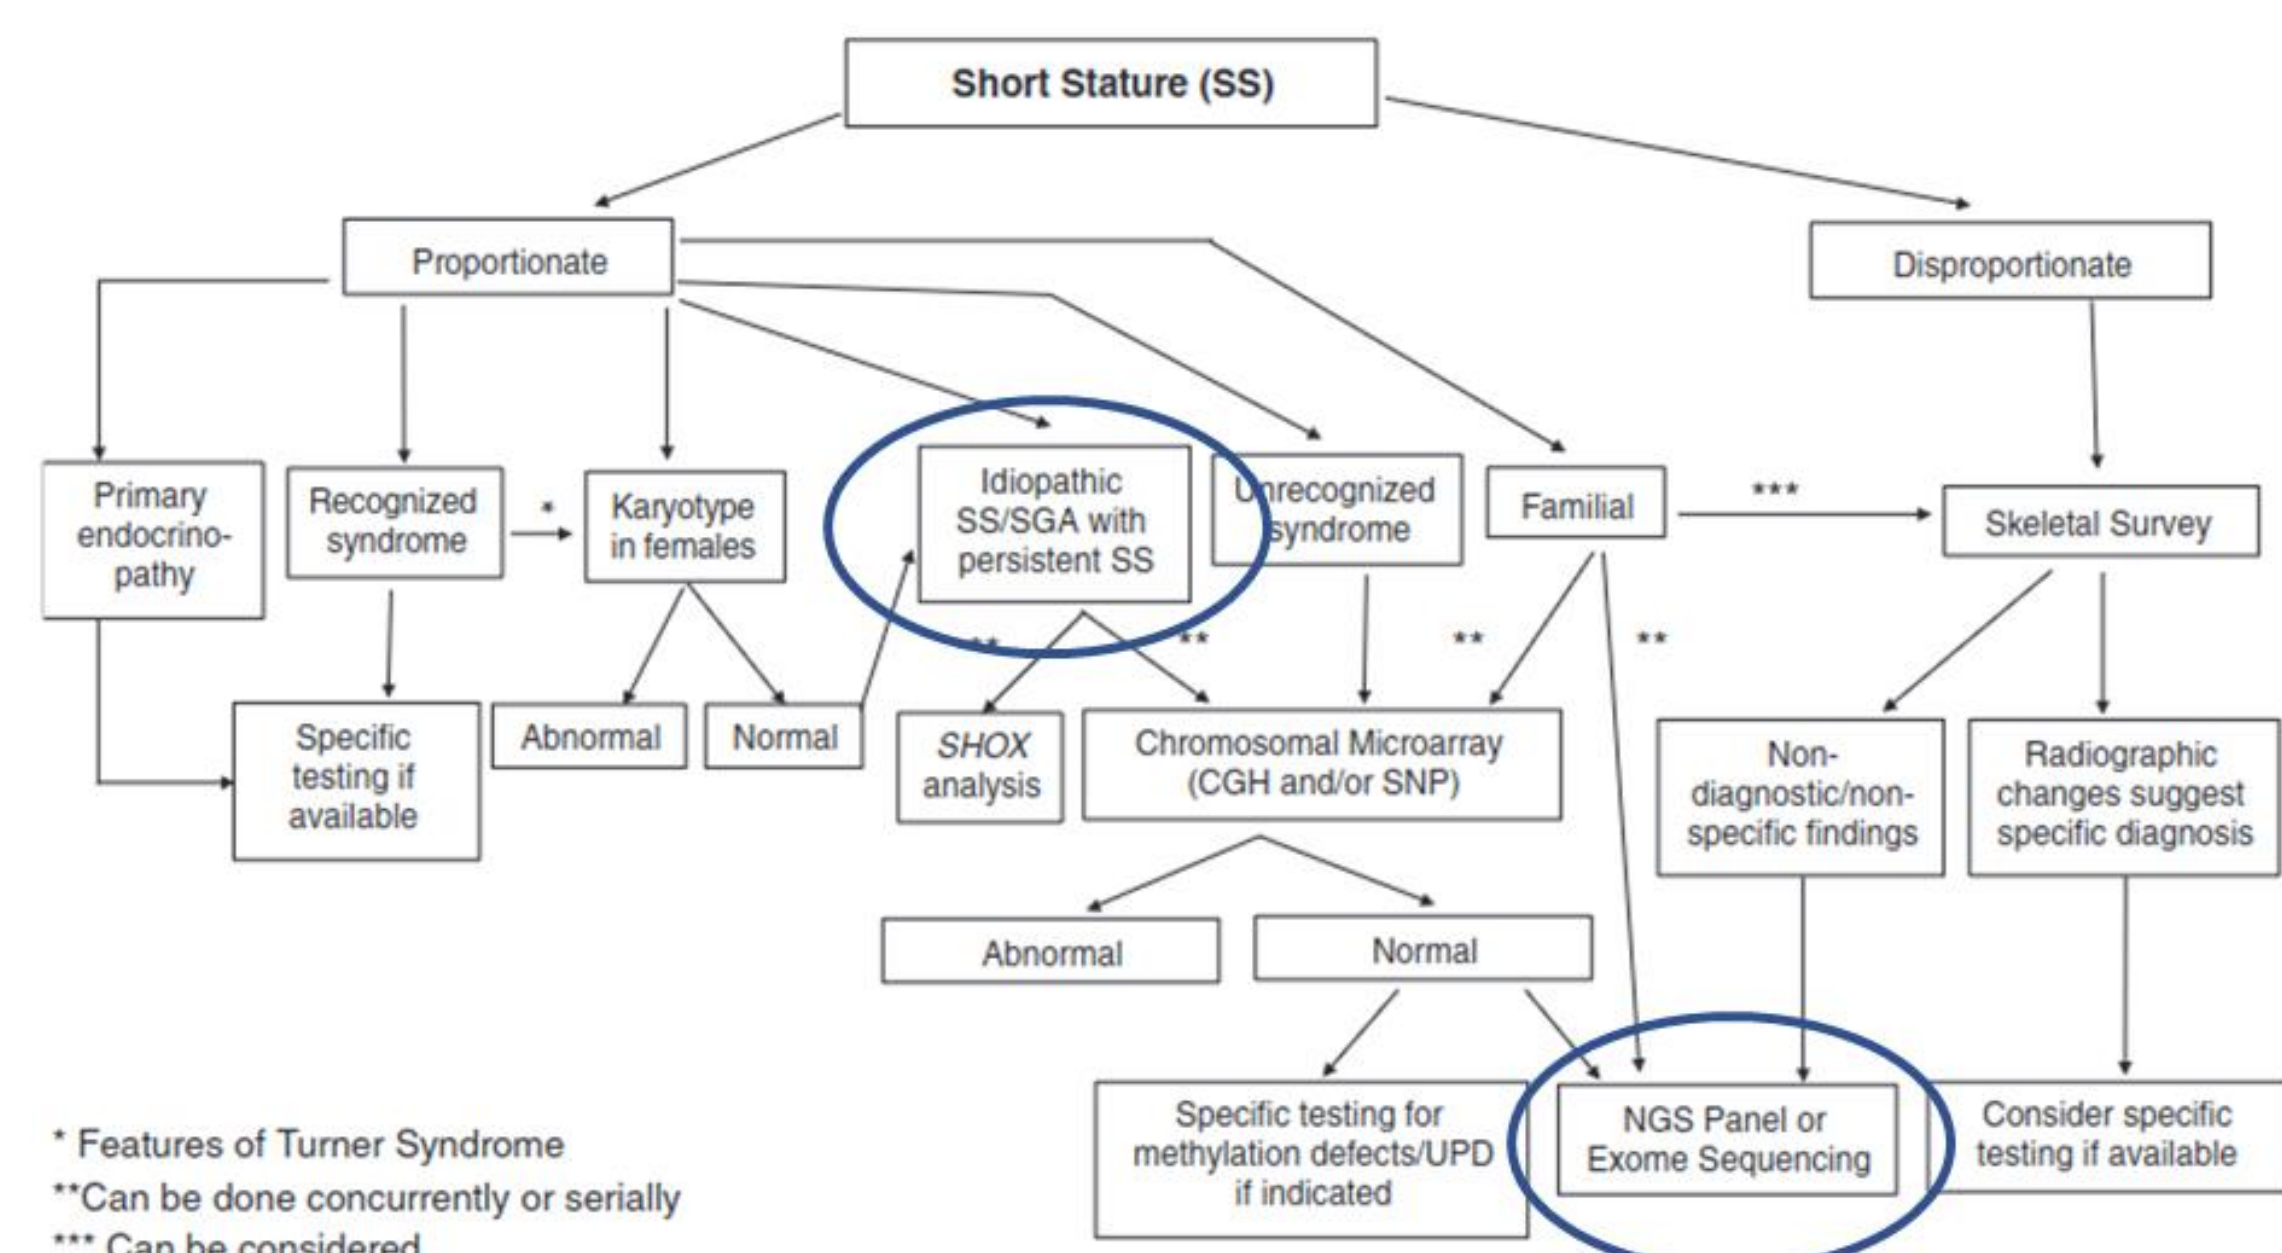 Short Stature (SS)
Proportionate
Disproportionate
Primary
endocrino-
pathy
Recognized
syndrome
*
Karyotype
in females
Idiopathic
SS/SGA with
persistent SS
Unrecognized
syndrome
Familial
***
Skeletal Survey
**
**
**
**
Specific
testing if
available
Abnormal
Normal
SHOX
analysis
Chromosomal Microarray
(CGH and/or SNP)
Non-
diagnostic/non-
specific findings
Radiographic
changes suggest
specific diagnosis
Abnormal
Normal
Specific testing for
methylation defects/UPD
if indicated
NGS Panel or
Exome Sequencing
Consider specific
testing if available
* Features of Turner Syndrome
**Can be done concurrently or serially
*** Can be considered